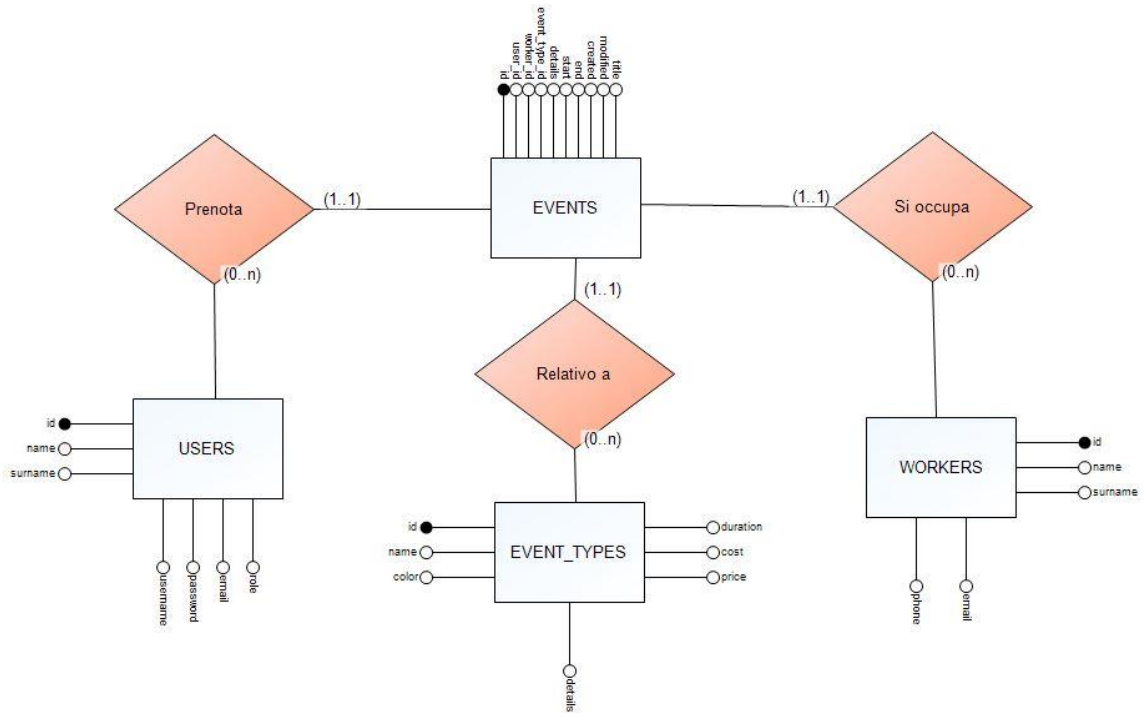 id
user_id
worker_id
event_type_id
details
start
end
created
modified
title
EVENTS
Prenota
(1..1)
(0..n)
(1..1)
Si occupa
(0..n)
(1..1)
Relativo a
(0..n)
USERS
id
name
surname
username
password
email
role
EVENT_TYPES
id
name
color
duration
cost
price
details
WORKERS
id
name
surname
phone
email